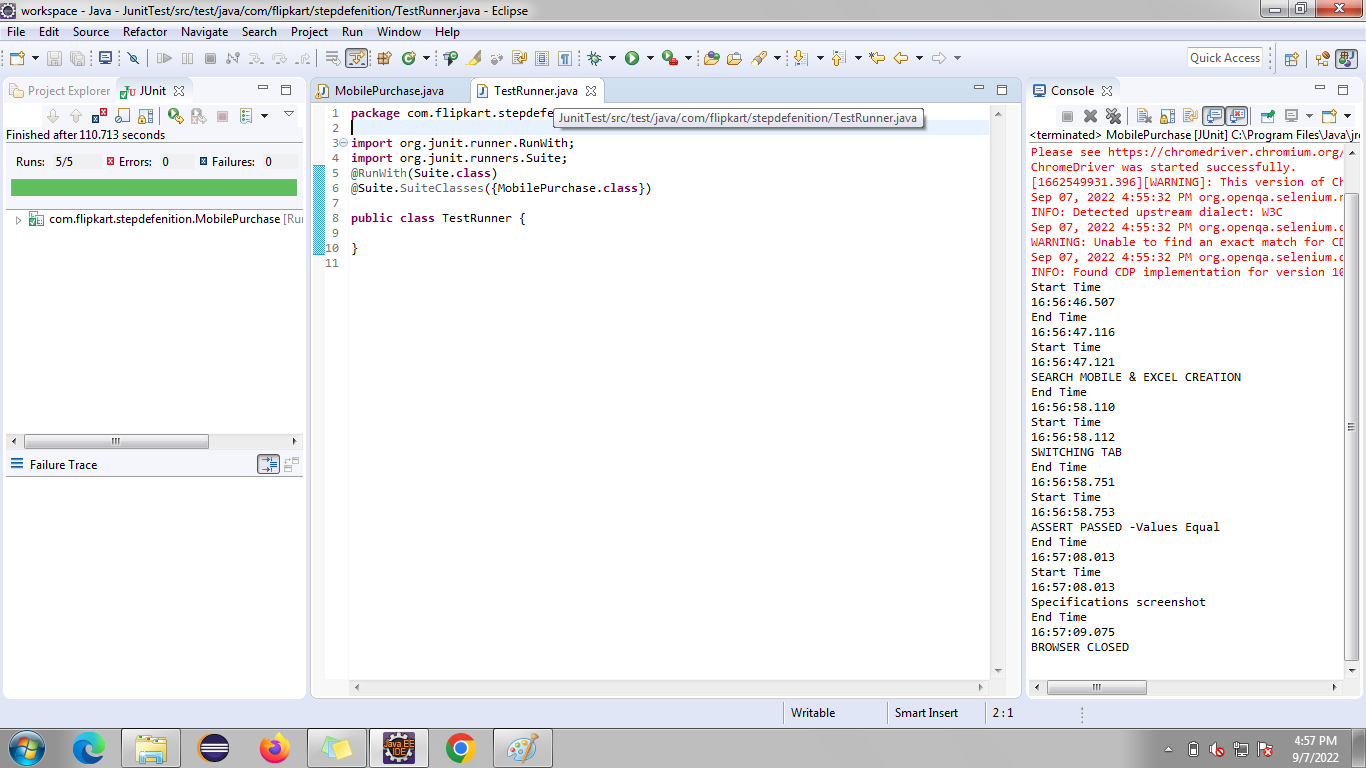 workspace - Java - JunitTest/src/test/java/com/flipkart/stepdefenition/TestRunner.java - Eclipse
File Edit Source Refactor Navigate Search Project Run Window Help
Quick Access
Project Explorer JUnit
Finished after 110.713 seconds
Runs: 5/5 Errors: 0 Failures: 0
com.flipkart.stepdefenition.MobilePurchase [Ru
Failure Trace
MobilePurchase.java TestRunner.java
JunitTest/src/test/java/com/flipkart/stepdefenition/TestRunner.java
1 package com.flipkart.stepdefe
2
3 import org.junit.runner.RunWith;
4 import org.junit.runners.Suite;
5 @RunWith(Suite.class)
6 @Suite.SuiteClasses({MobilePurchase.class})
7
8 public class TestRunner {
9
10 }
11
Console
<terminated> MobilePurchase [JUnit] C:\Program Files\Java\jr
Please see https://chromedriver.chromium.org/
ChromeDriver was started successfully.
[1662549931.396][WARNING]: This version of Ch
Sep 07, 2022 4:55:32 PM org.openqa.selenium.r
INFO: Detected upstream dialect: W3C
Sep 07, 2022 4:55:32 PM org.openqa.selenium.d
WARNING: Unable to find an exact match for CD
Sep 07, 2022 4:55:32 PM org.openqa.selenium.d
INFO: Found CDP implementation for version 10
Start Time
16:56:46.507
End Time
16:56:47.116
Start Time
16:56:47.121
SEARCH MOBILE & EXCEL CREATION
End Time
16:56:58.110
Start Time
16:56:58.112
SWITCHING TAB
End Time
16:56:58.751
Start Time
16:56:58.753
ASSERT PASSED -Values Equal
End Time
16:57:08.013
Start Time
16:57:08.013
Specifications screenshot
End Time
16:57:09.075
BROWSER CLOSED
Writable Smart Insert 2 : 1
Java EE
IDE
4:57 PM
9/7/2022